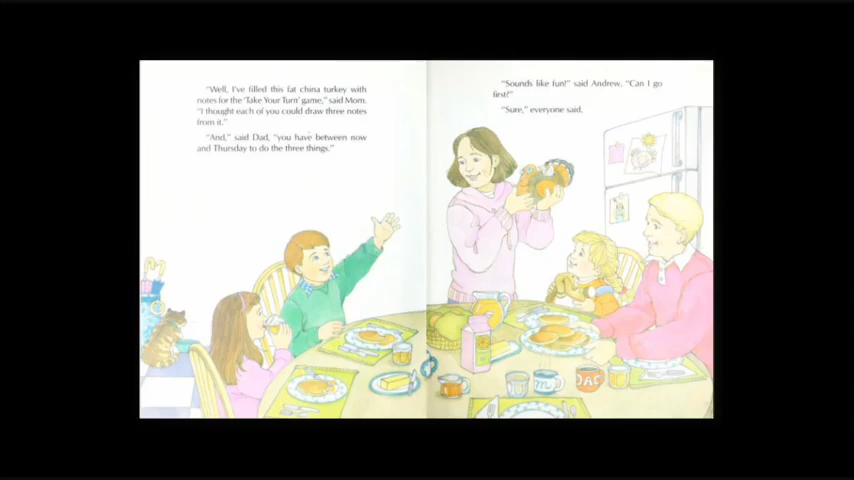 "Well, I've filled this fat china turkey with
notes for the 'Take Your Turn' game," said Mom.
"I thought each of you could draw three notes
from it."
"And," said Dad, "you have between now
and Thursday to do the three things."
"Sounds like fun!" said Andrew. "Can I go
first?"
"Sure," everyone said.